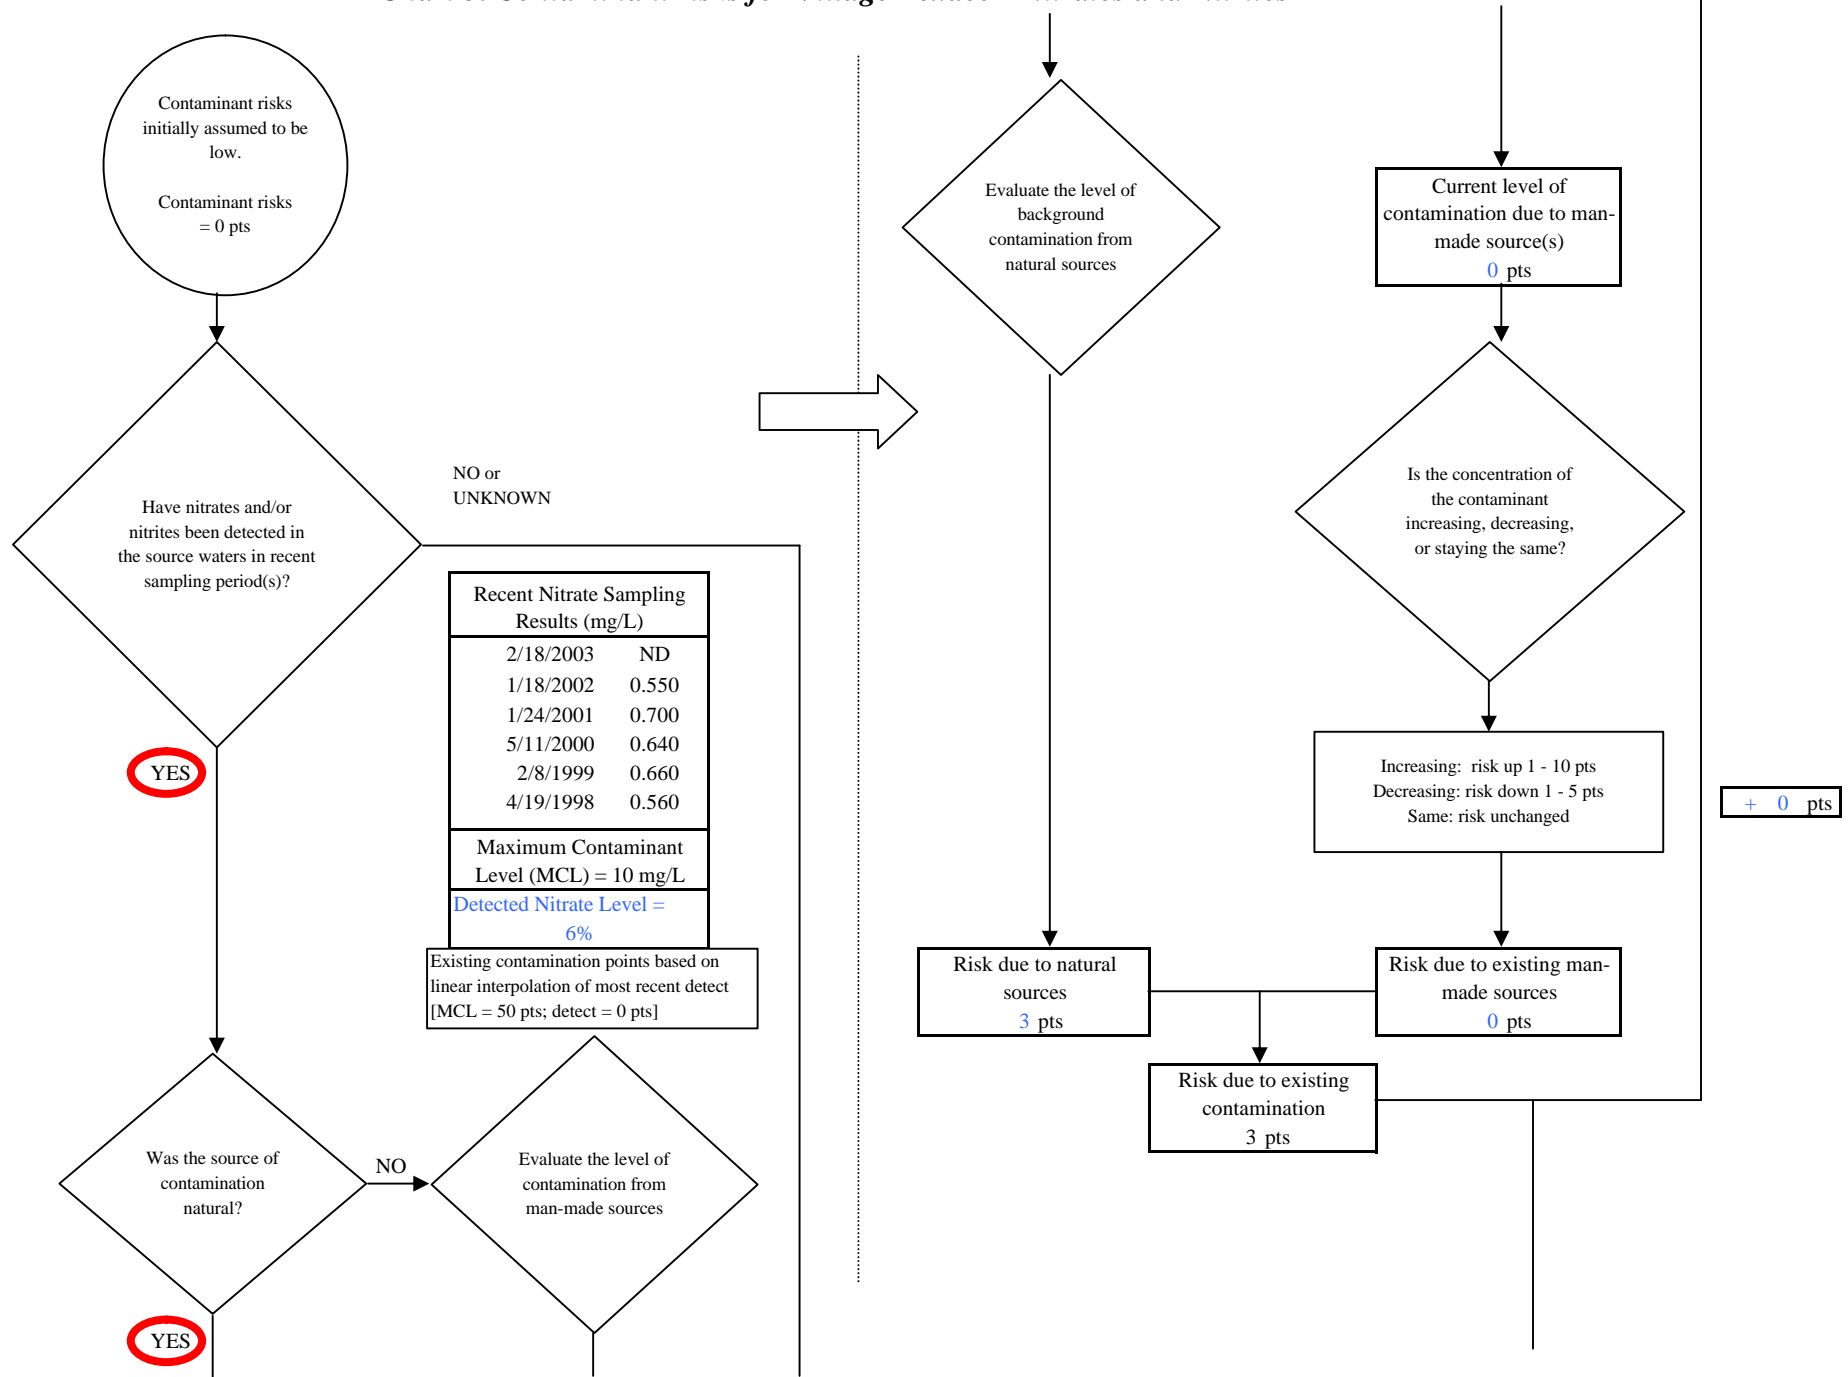 Contaminant risks
initially assumed to be
low.
Contaminant risks
= 0 pts
Have nitrates and/or
nitrites been detected in
the source waters in recent
sampling period(s)?
NO or
UNKNOWN
YES
Recent Nitrate Sampling
Results (mg/L)
2/18/2003 ND
1/18/2002 0.550
1/24/2001 0.700
5/11/2000 0.640
2/8/1999 0.660
4/19/1998 0.560
Maximum Contaminant
Level (MCL) = 10 mg/L
Detected Nitrate Level =
6%
Existing contamination points based on
linear interpolation of most recent detect
[MCL = 50 pts; detect = 0 pts]
Was the source of
contamination
natural?
NO
YES
Evaluate the level of
contamination from
man-made sources
Evaluate the level of
background
contamination from
natural sources
Current level of
contamination due to man-
made source(s)
0 pts
Is the concentration of
the contaminant
increasing, decreasing,
or staying the same?
Increasing: risk up 1 - 10 pts
Decreasing: risk down 1 - 5 pts
Same: risk unchanged
+ 0 pts
Risk due to natural
sources
3 pts
Risk due to existing man-
made sources
0 pts
Risk due to existing
contamination
3 pts